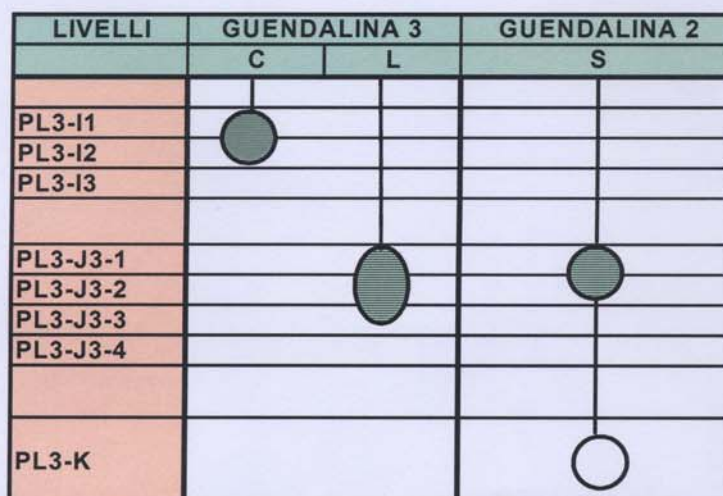 LIVELLI GUENDALINA 3 GUENDALINA 2
C L S
PL3-I1
PL3-I2
PL3-I3
PL3-J3-1
PL3-J3-2
PL3-J3-3
PL3-J3-4
PL3-K